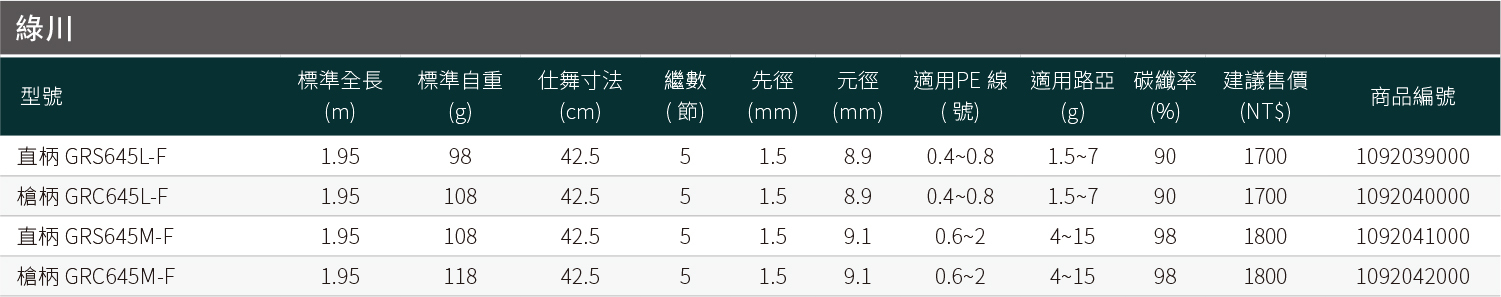 綠川
型號 標準全長 (m) 標準自重 (g) 仕舞寸法 (cm) 繼數 ( 節) 先徑 (mm) 元徑 (mm) 適用PE 線 ( 號) 適用路亞 (g) 碳纖率 (%) 建議售價 (NT$) 商品編號
直柄 GRS645L-F 1.95 98 42.5 5 1.5 8.9 0.4~0.8 1.5~7 90 1700 1092039000
槍柄 GRC645L-F 1.95 108 42.5 5 1.5 8.9 0.4~0.8 1.5~7 90 1700 1092040000
直柄 GRS645M-F 1.95 108 42.5 5 1.5 9.1 0.6~2 4~15 98 1800 1092041000
槍柄 GRC645M-F 1.95 118 42.5 5 1.5 9.1 0.6~2 4~15 98 1800 1092042000